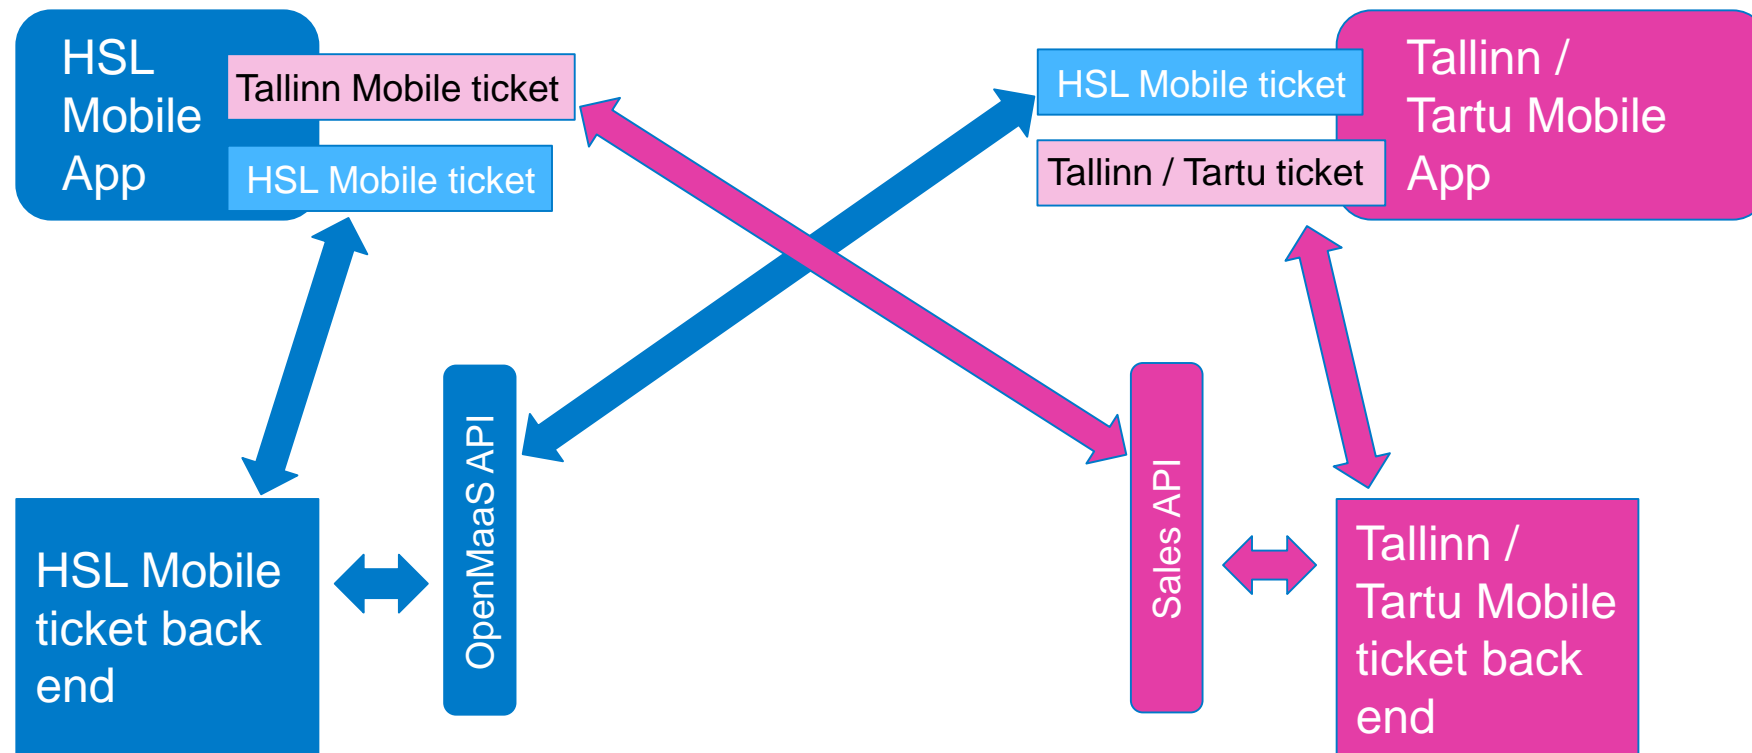 HSL
Mobile
App
Tallinn Mobile ticket
HSL Mobile ticket
HSL Mobile ticket
Tallinn / Tartu ticket
Tallinn /
Tartu Mobile
App
HSL Mobile
ticket back
end
OpenMaaS API
Sales API
Tallinn /
Tartu Mobile
ticket back
end